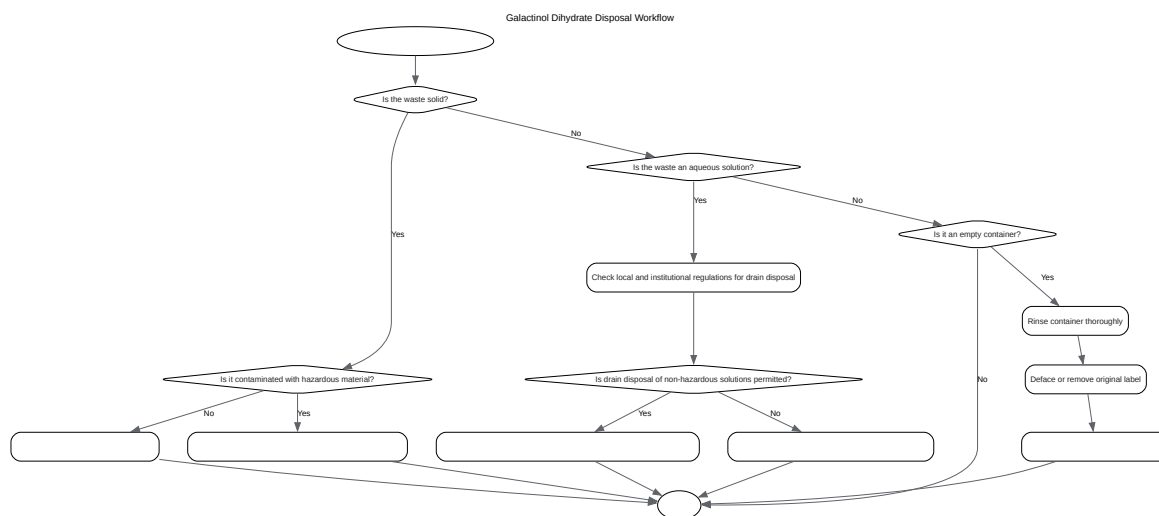 Galactinol Dihydrate Disposal Workflow
Is the waste solid?
No
Is the waste an aqueous solution?
Yes
No
Yes
Is it an empty container?
Check local and institutional regulations for drain disposal
Yes
Rinse container thoroughly
Is it contaminated with hazardous material?
Is drain disposal of non-hazardous solutions permitted?
No
Deface or remove original label
No
Yes
Yes
No